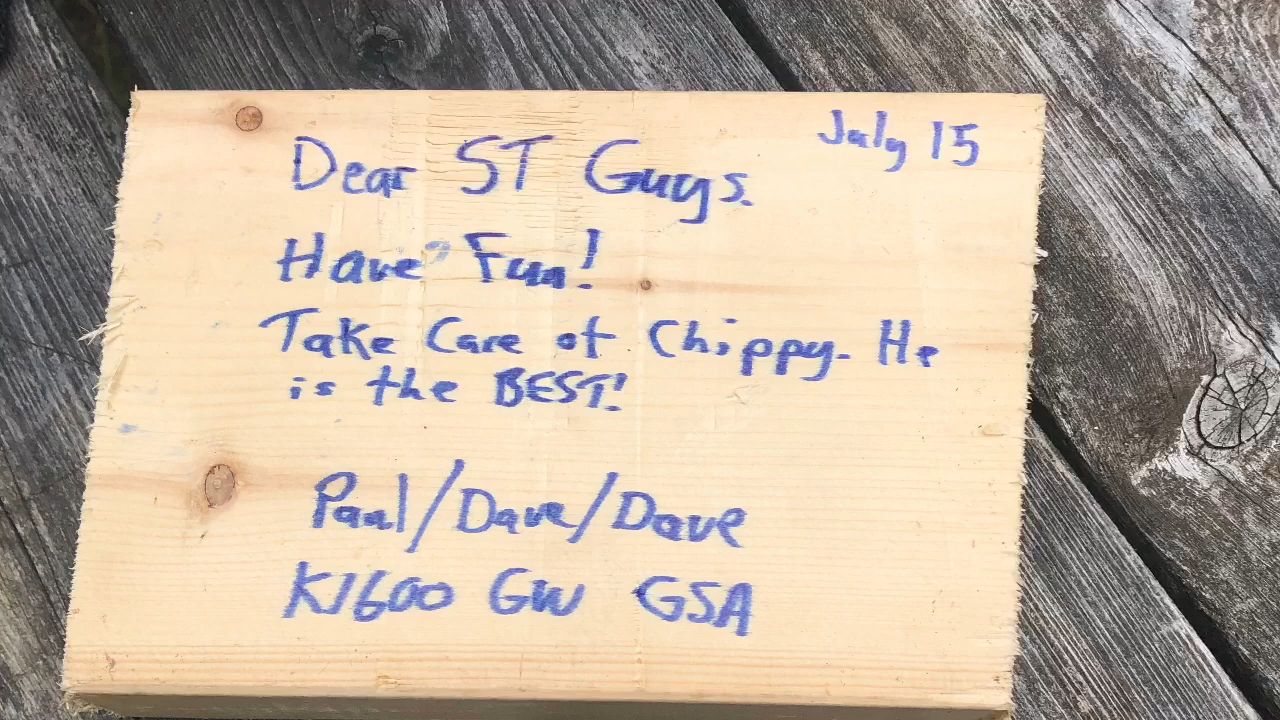 July 15
Dear ST Guys.
Have Fun!
Take Care of Chippy. He
is the BEST!
Paul/Dave/Dave
K1600 GW GSA